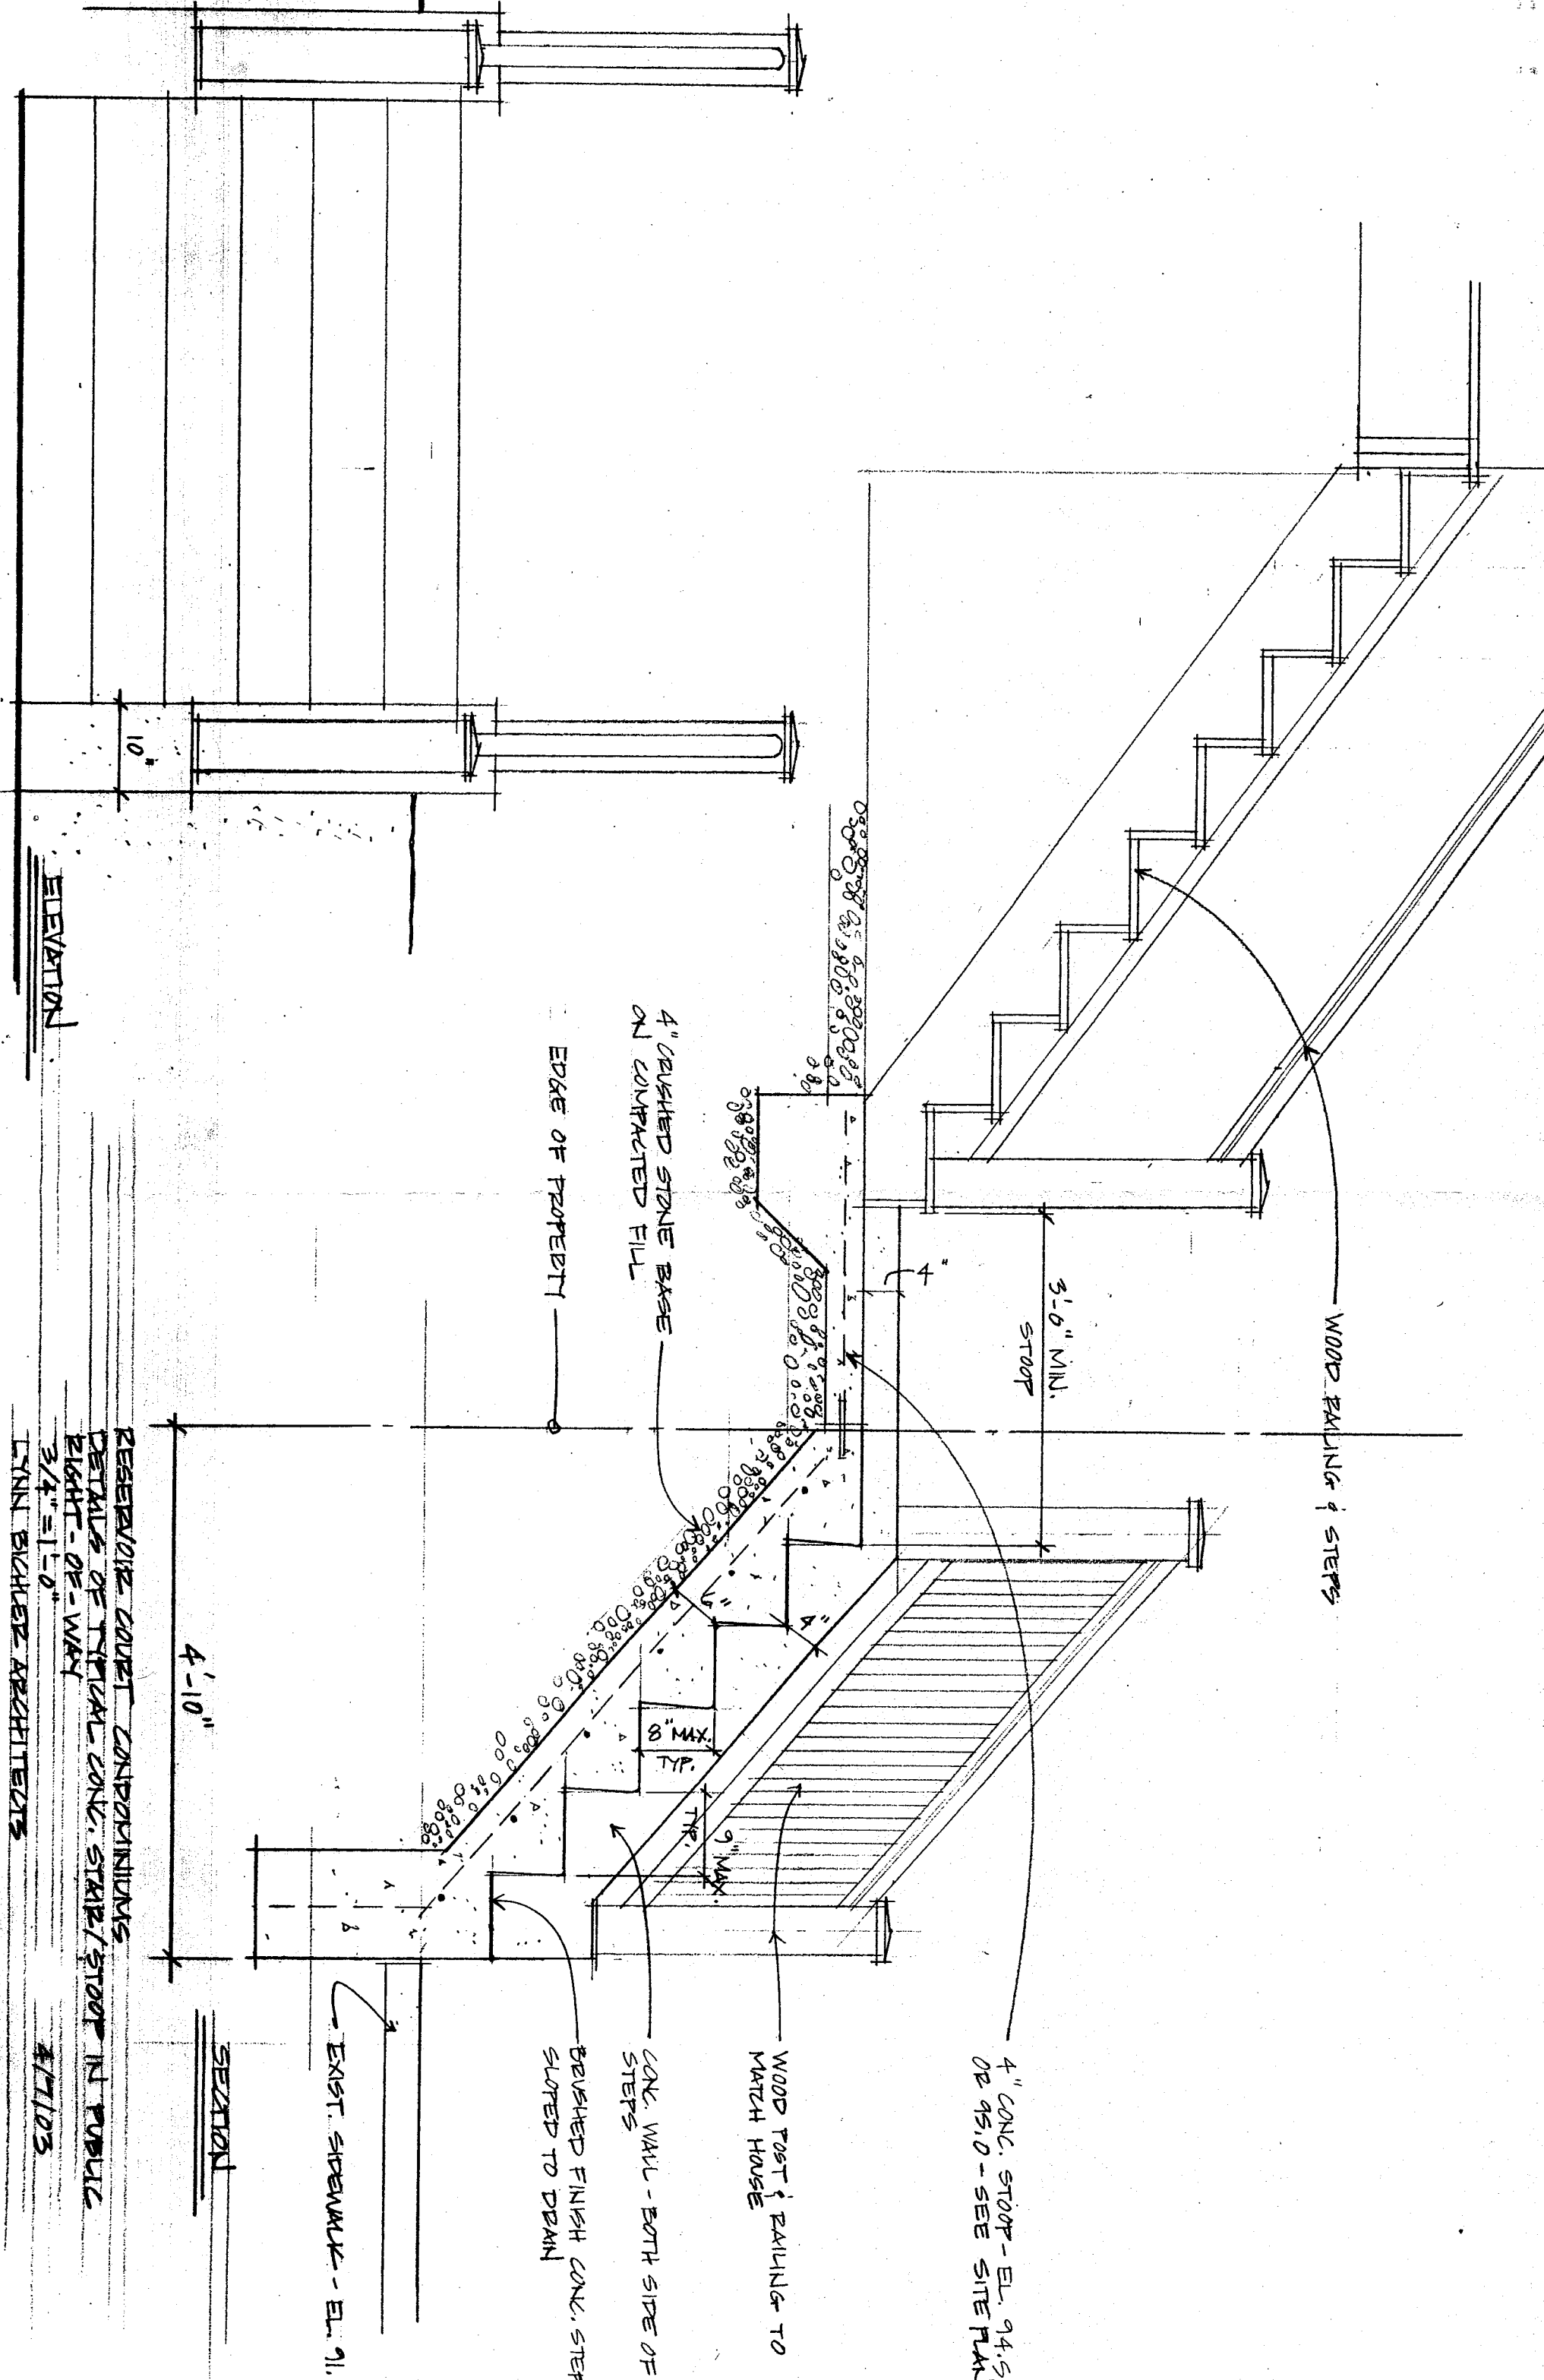 WOOD RAILING & STEPS
3'-6" MIN.
STOOP
4"
4" CONC. STOOP - EL. 94.5
OR 95.0 - SEE SITE PLAN
WOOD POST & RAILING TO
MATCH HOUSE
CONC. WALL - BOTH SIDE OF
STEPS
BRUSHED FINISH CONC. STEP
SLOPED TO DRAIN
EXIST. SIDEWALK - EL. 91.
4" CRUSHED STONE BASE
ON COMPACTED FILL
EDGE OF PROPERTY
4"
8" MAX.
TYP.
9" MAX.
TYP.
10"
4'-10"
ELEVATION
SECTION
RESERVOIR COURT CONDOMINIUMS
DETAILS OF TYPICAL CONC. STAIR/STOOP IN PUBLIC
RIGHT-OF-WAY
3/4" = 1'-0"
LYNN BICHLER ARCHITECTS